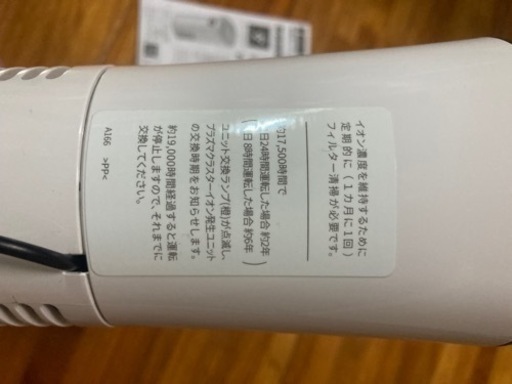 イオン濃度を維持するために
定期的に(1カ月に1回)
フィルター清掃が必要です。
約17,500時間で
(1日24時間運転した場合 約2年
1日8時間運転した場合 約6年)
ユニット交換ランプ(橙)が点滅し、
プラズマクラスターイオン発生ユニット
の交換時期をお知らせします。
約19,000時間経過すると運転
が停止しますので、それまでに
交換してください。
A166 >PP<